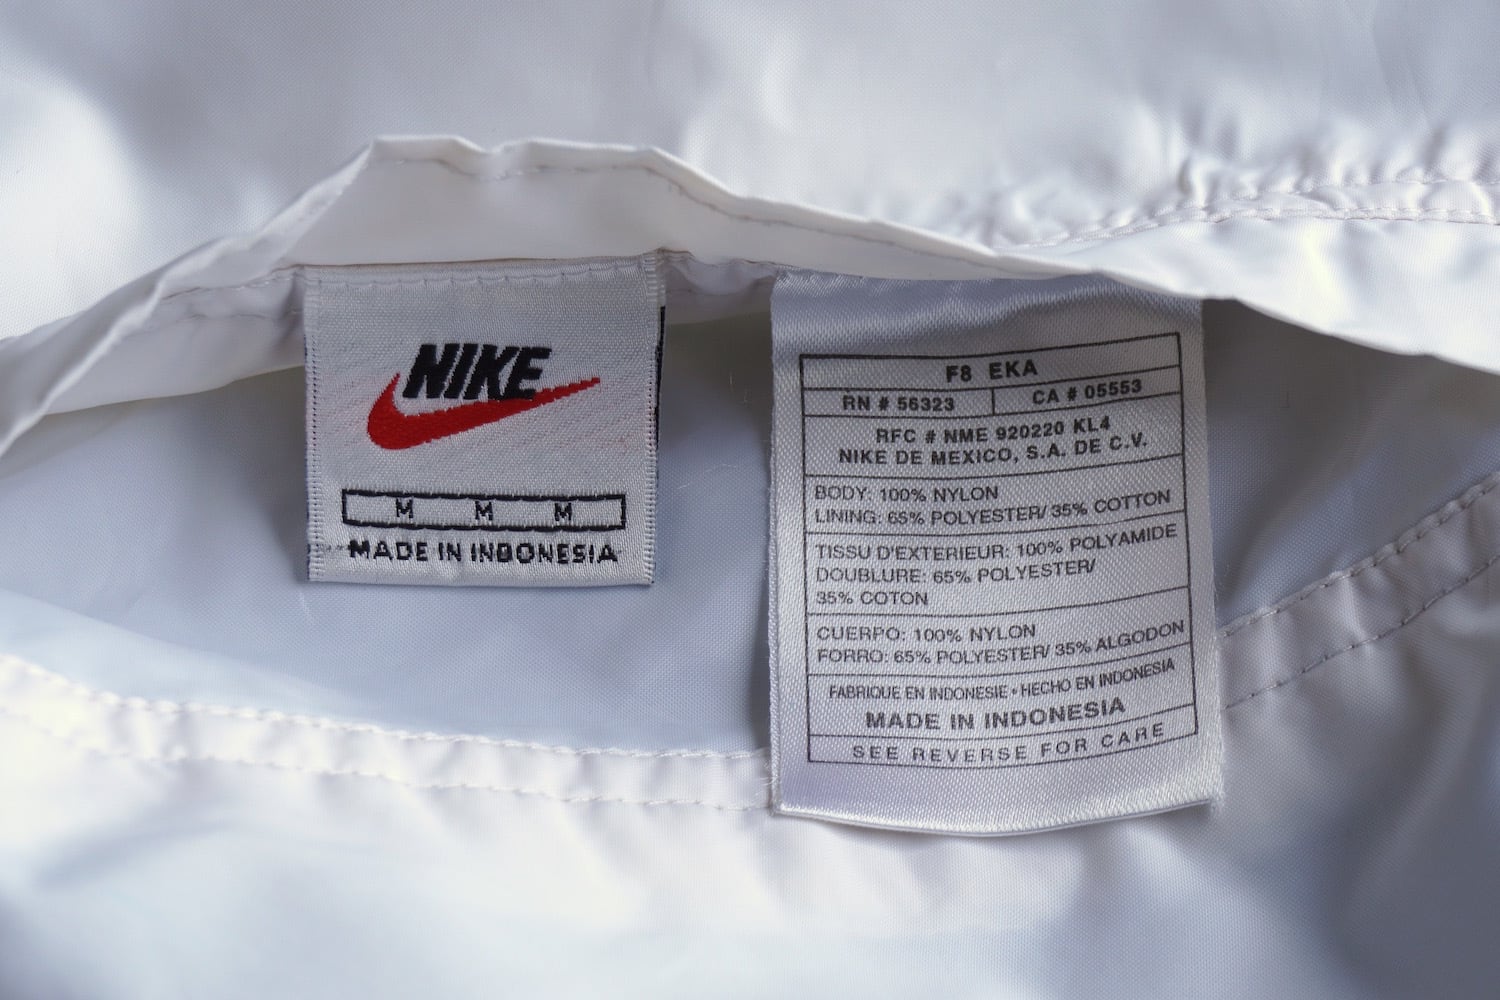 NIKE
M M M
MADE IN INDONESIA
F8 EKA
RN # 56323 CA # 05553
RFC # NME 920220 KL4
NIKE DE MEXICO, S.A. DE C.V.
BODY: 100% NYLON
LINING: 65% POLYESTER/ 35% COTTON
TISSU D'EXTERIEUR: 100% POLYAMIDE
DOUBLURE: 65% POLYESTER/
35% COTON
CUERPO: 100% NYLON
FORRO: 65% POLYESTER/ 35% ALGODON
FABRIQUE EN INDONESIE • HECHO EN INDONESIA
MADE IN INDONESIA
SEE REVERSE FOR CARE